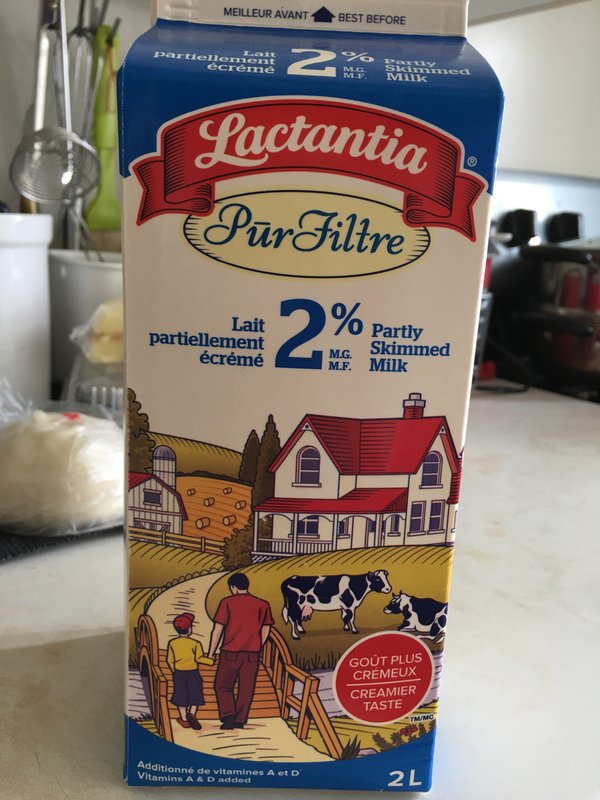 MEILLEUR AVANT BEST BEFORE
Lait
partiellement
écrémé
2%
M.G.
M.F.
Partly
Skimmed
Milk
Lactantia®
PūrFiltre
Lait
partiellement
écrémé
2%
M.G.
M.F.
Partly
Skimmed
Milk
GOÛT PLUS
CREMEUX
CREAMIER
TASTE
TM/MC
Additionné de vitamines A et D
Vitamins A & D added
2L